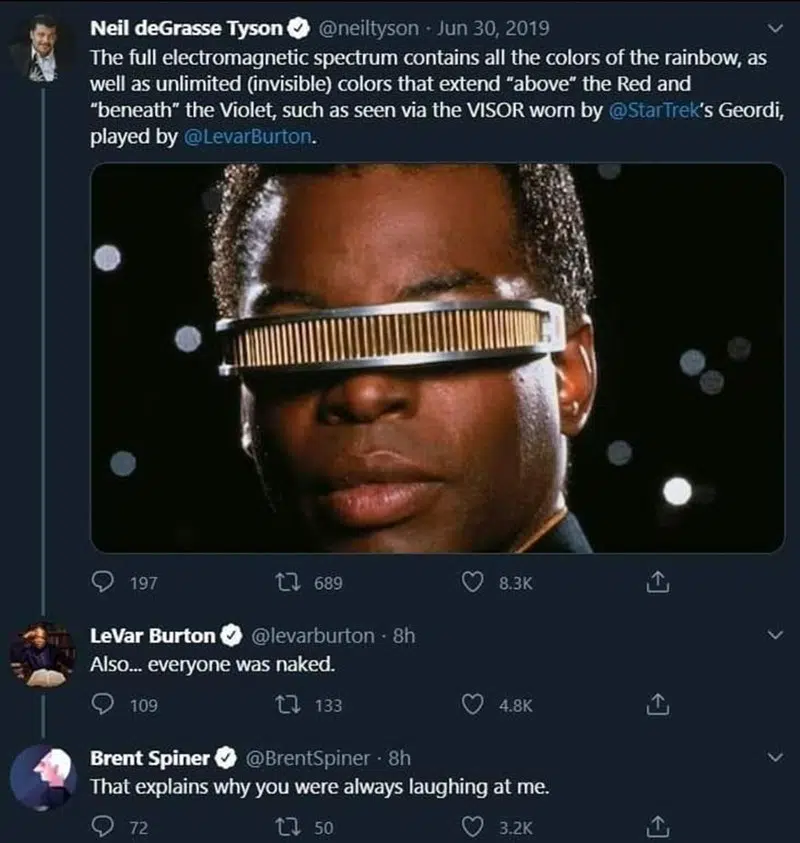 Neil deGrasse Tyson @neiltyson · Jun 30, 2019
The full electromagnetic spectrum contains all the colors of the rainbow, as
well as unlimited (invisible) colors that extend “above” the Red and
“beneath” the Violet, such as seen via the VISOR worn by @StarTrek’s Geordi,
played by @LevarBurton.
197 689 8.3K
LeVar Burton @levarburton · 8h
Also... everyone was naked.
109 133 4.8K
Brent Spiner @BrentSpiner · 8h
That explains why you were always laughing at me.
72 50 3.2K